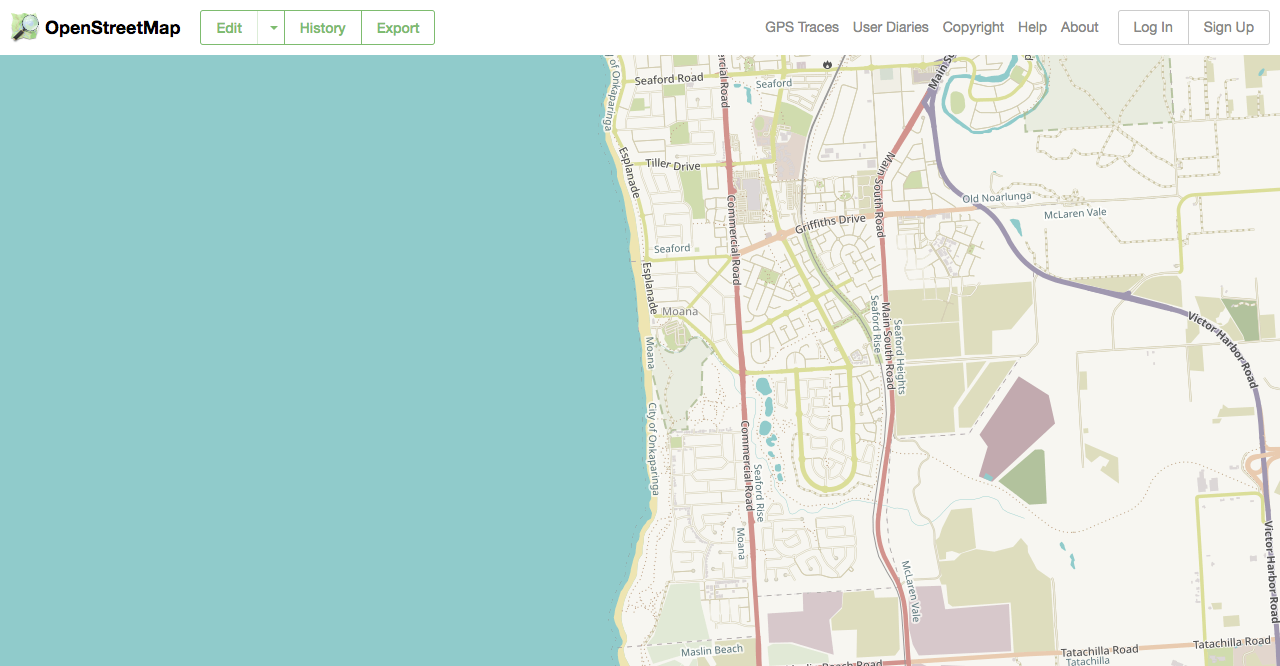 OpenStreetMap
Edit
History
Export
GPS Traces
User Diaries
Copyright
Help
About
Log In
Sign Up
Seaford Road
Seaford
Main S
of Onkaparinga
Esplanade
Tiller Drive
Commercial Road
Main South Road
Old Noarlunga
McLaren Vale
Griffiths Drive
Seaford
Esplanade
Moana
Moana
Seaford Rise
Main South Road
Seaford Heights
Victor Harbor Road
City of Onkaparinga
Commercial Road
Seaford Rise
Moana
McLaren Vale
Victor Harbor Road
Maslin Beach
Tatachilla Road
Tatachilla Road
Tatachilla